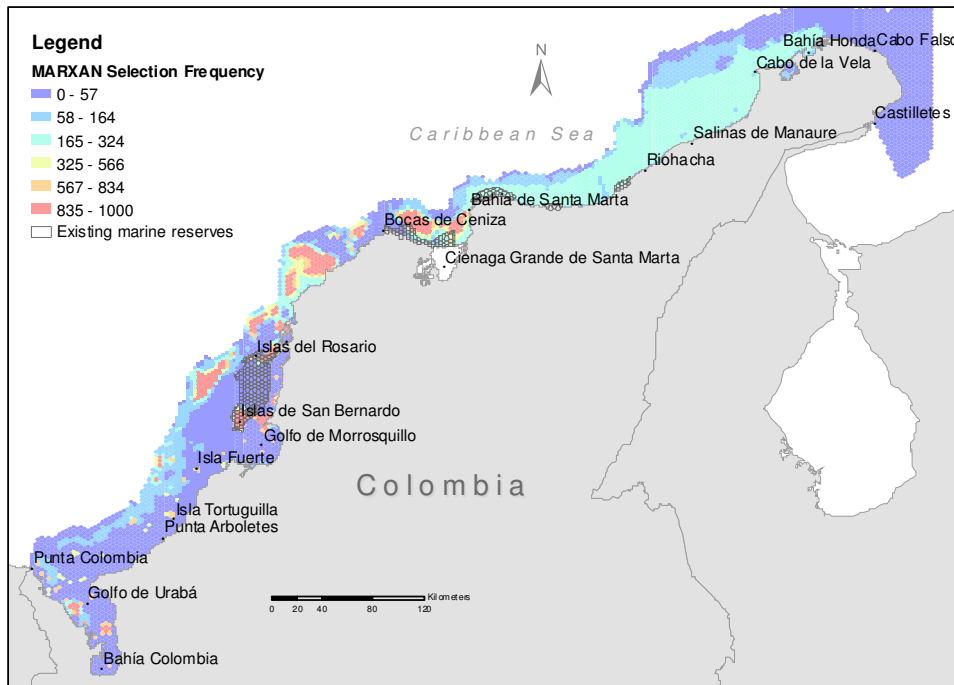 Legend
MARXAN Selection Frequency
0 - 57
58 - 164
165 - 324
325 - 566
567 - 834
835 - 1000
Existing marine reserves
N
Caribbean Sea
Bahía Honda
Cabo Falso
Cabo de la Vela
Castilletes
Salinas de Manaure
Riohacha
Bahía de Santa Marta
Bocas de Ceniza
Cienaga Grande de Santa Marta
Islas del Rosario
Islas de San Bernardo
Golfo de Morrosquillo
Isla Fuerte
Colombia
Isla Tortuguilla
Punta Arboletes
Punta Colombia
Golfo de Urabá
Kilometers
0 20 40 80 120
Bahía Colombia